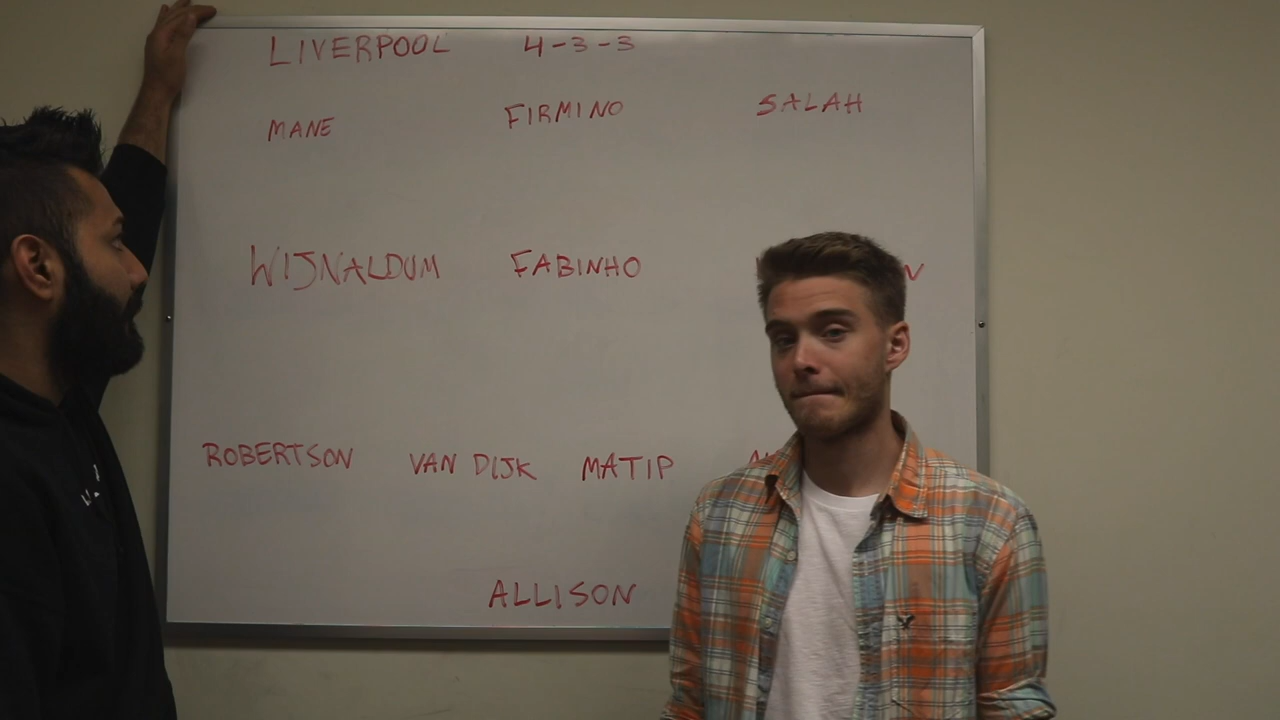 LIVERPOOL 4-3-3
MANE FIRMINO SALAH
WIJNALDUM FABINHO
ROBERTSON VAN DIJK MATIP
ALLISON